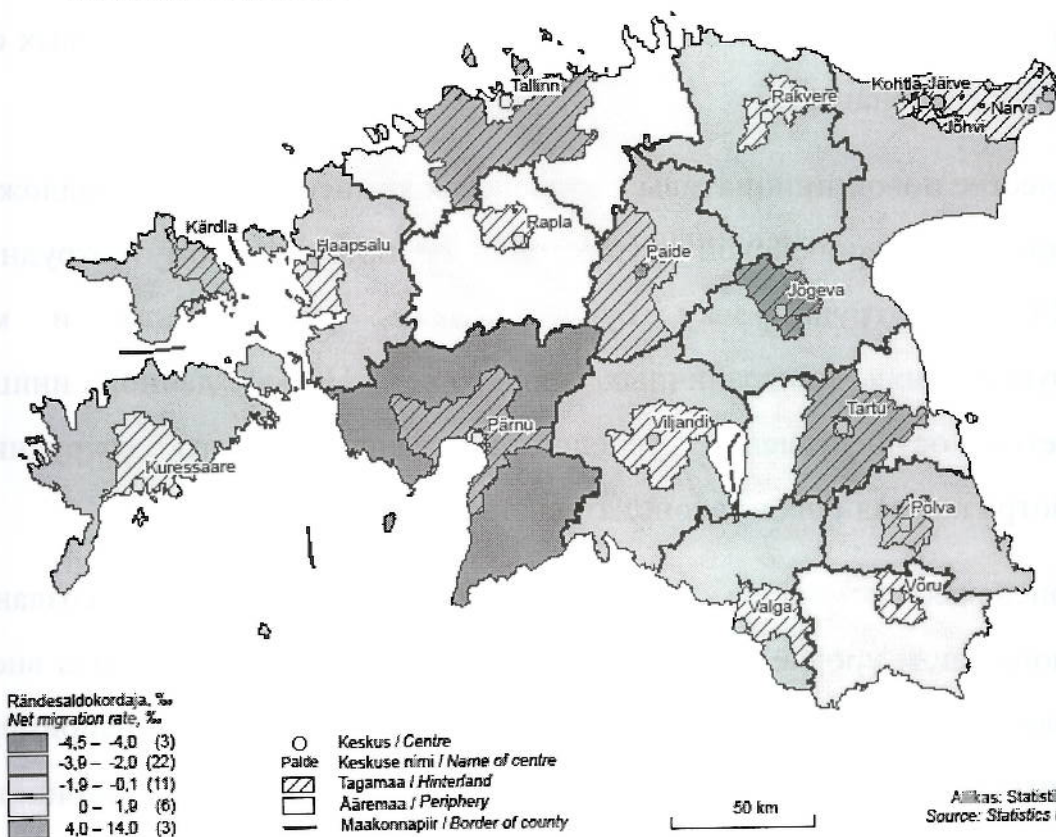 Tallinn
Kohtla-Järve
Rakvere
Narva
Jõhvi
Kärdla
Haapsalu
Rapla
Paide
Jõgeva
Pärnu
Viljandi
Tartu
Kuressaare
Põlva
Valga
Võru
Rändesaldokordaja, ‰
Net migration rate, ‰
-4,5 – -4,0 (3)
-3,9 – -2,0 (22)
-1,9 – -0,1 (11)
0 – 1,9 (6)
4,0 – 14,0 (3)
Keskus / Centre
Paide Keskuse nimi / Name of centre
Tagamaa / Hinterland
Ääremaa / Periphery
Maakonnapiir / Border of county
50 km
Allikas: Statisti
Source: Statistics